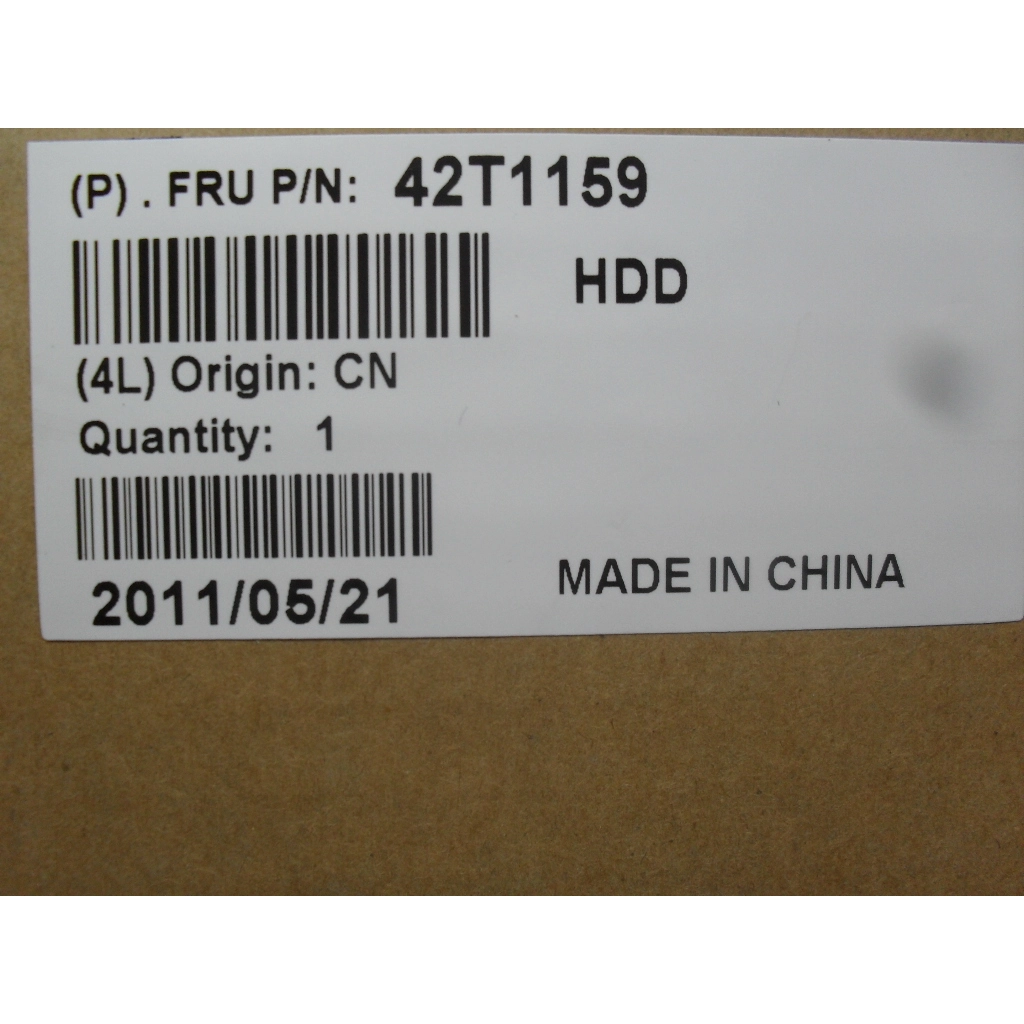 (P) . FRU P/N: 42T1159
HDD
(4L) Origin: CN
Quantity: 1
2011/05/21
MADE IN CHINA